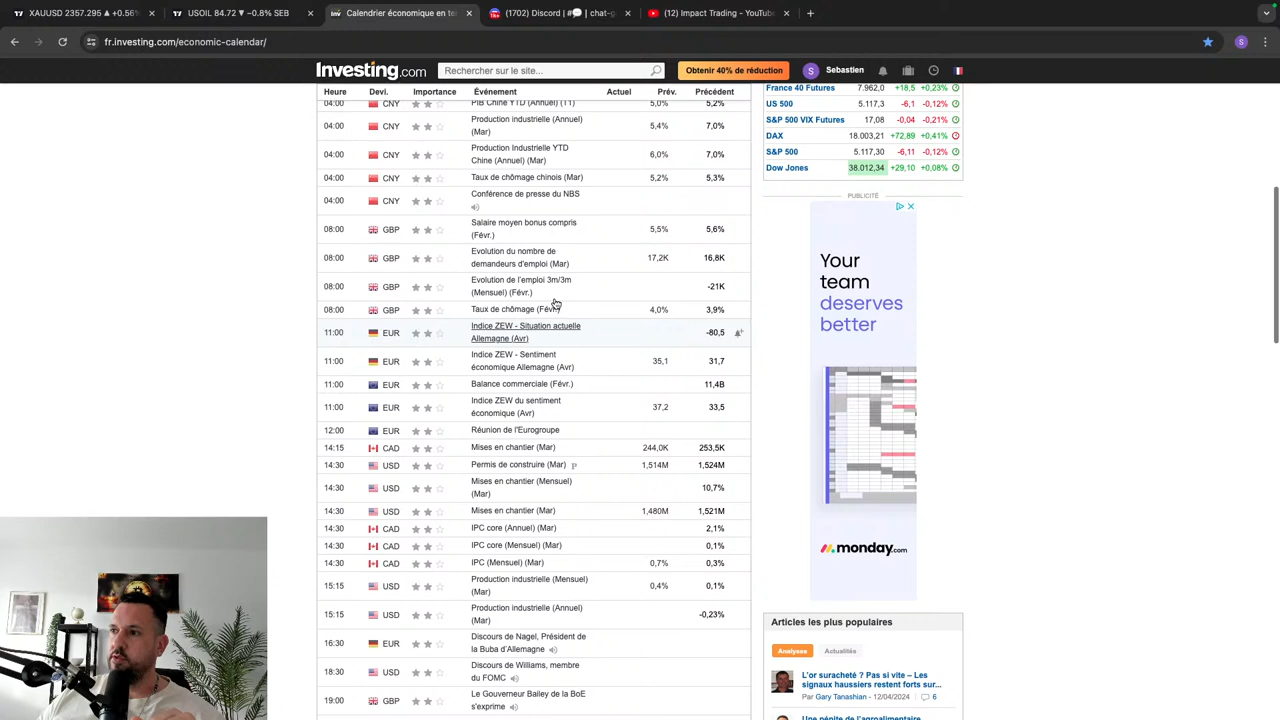 XAUUSD 2357.295 ▲ +0.56%
USOIL 84.72 ▼ −0.8% SEB
Calendrier économique en te
(1702) Discord | #💬 | chat-g
(12) Impact Trading - YouTub
fr.investing.com/economic-calendar/
Investing.com
Rechercher sur le site...
Obtenir 40% de réduction
S Sebastien
Heure Devi. Importance Événement Actuel Prév. Précédent
04:00 CNY PIB Chine YTD (Annuel) (T1) 5,0% 5,2%
04:00 CNY Production industrielle (Annuel) 5,4% 7,0%
(Mar)
04:00 CNY Production Industrielle YTD 6,0% 7,0%
Chine (Annuel) (Mar)
04:00 CNY Taux de chômage chinois (Mar) 5,2% 5,3%
04:00 CNY Conférence de presse du NBS
08:00 GBP Salaire moyen bonus compris 5,5% 5,6%
(Févr.)
08:00 GBP Evolution du nombre de 17,2K 16,8K
demandeurs d'emploi (Mar)
08:00 GBP Evolution de l'emploi 3m/3m -21K
(Mensuel) (Févr.)
08:00 GBP Taux de chômage (Févr.) 4,0% 3,9%
11:00 EUR Indice ZEW - Situation actuelle -80,5
Allemagne (Avr)
11:00 EUR Indice ZEW - Sentiment 35,1 31,7
économique Allemagne (Avr)
11:00 EUR Balance commerciale (Févr.) 11,4B
11:00 EUR Indice ZEW du sentiment 37,2 33,5
économique (Avr)
12:00 EUR Réunion de l'Eurogroupe
14:15 CAD Mises en chantier (Mar) 244,0K 253,5K
14:30 USD Permis de construire (Mar) P 1,514M 1,524M
14:30 USD Mises en chantier (Mensuel) 10,7%
(Mar)
14:30 USD Mises en chantier (Mar) 1,480M 1,521M
14:30 CAD IPC core (Annuel) (Mar) 2,1%
14:30 CAD IPC core (Mensuel) (Mar) 0,1%
14:30 CAD IPC (Mensuel) (Mar) 0,7% 0,3%
15:15 USD Production industrielle (Mensuel) 0,4% 0,1%
(Mar)
15:15 USD Production industrielle (Annuel) -0,23%
(Mar)
16:30 EUR Discours de Nagel, Président de
la Buba d'Allemagne
18:30 USD Discours de Williams, membre
du FOMC
19:00 GBP Le Gouverneur Bailey de la BoE
s'exprime
France 40 Futures 7.962,0 +18,5 +0,23%
US 500 5.117,3 -6,1 -0,12%
S&P 500 VIX Futures 17,08 -0,04 -0,21%
DAX 18.003,21 +72,89 +0,41%
S&P 500 5.117,30 -6,11 -0,12%
Dow Jones 38.012,34 +29,10 +0,08%
PUBLICITÉ
Your
team
deserves
better
monday.com
Articles les plus populaires
Analyses Actualités
L'or suracheté ? Pas si vite – Les
signaux haussiers restent forts sur...
Par Gary Tanashian - 12/04/2024 6
Une pépite de l'agroalimentaire